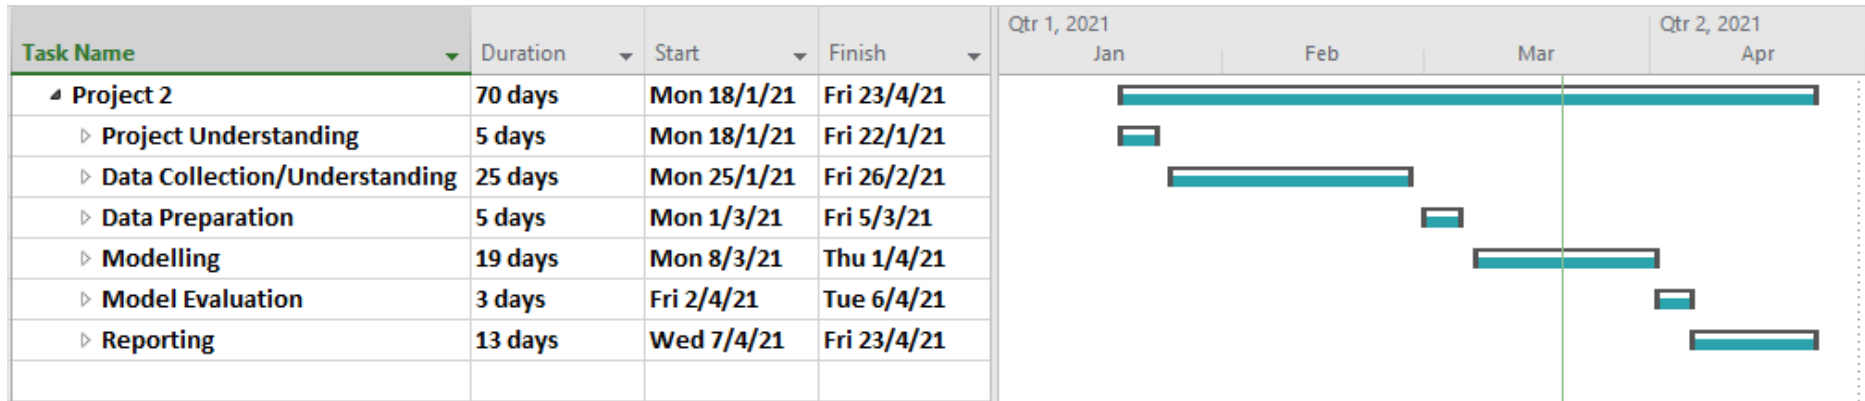 Qtr 1, 2021 Qtr 2, 2021
Task Name Duration Start Finish Jan Feb Mar Apr
Project 2 70 days Mon 18/1/21 Fri 23/4/21
Project Understanding 5 days Mon 18/1/21 Fri 22/1/21
Data Collection/Understanding 25 days Mon 25/1/21 Fri 26/2/21
Data Preparation 5 days Mon 1/3/21 Fri 5/3/21
Modelling 19 days Mon 8/3/21 Thu 1/4/21
Model Evaluation 3 days Fri 2/4/21 Tue 6/4/21
Reporting 13 days Wed 7/4/21 Fri 23/4/21